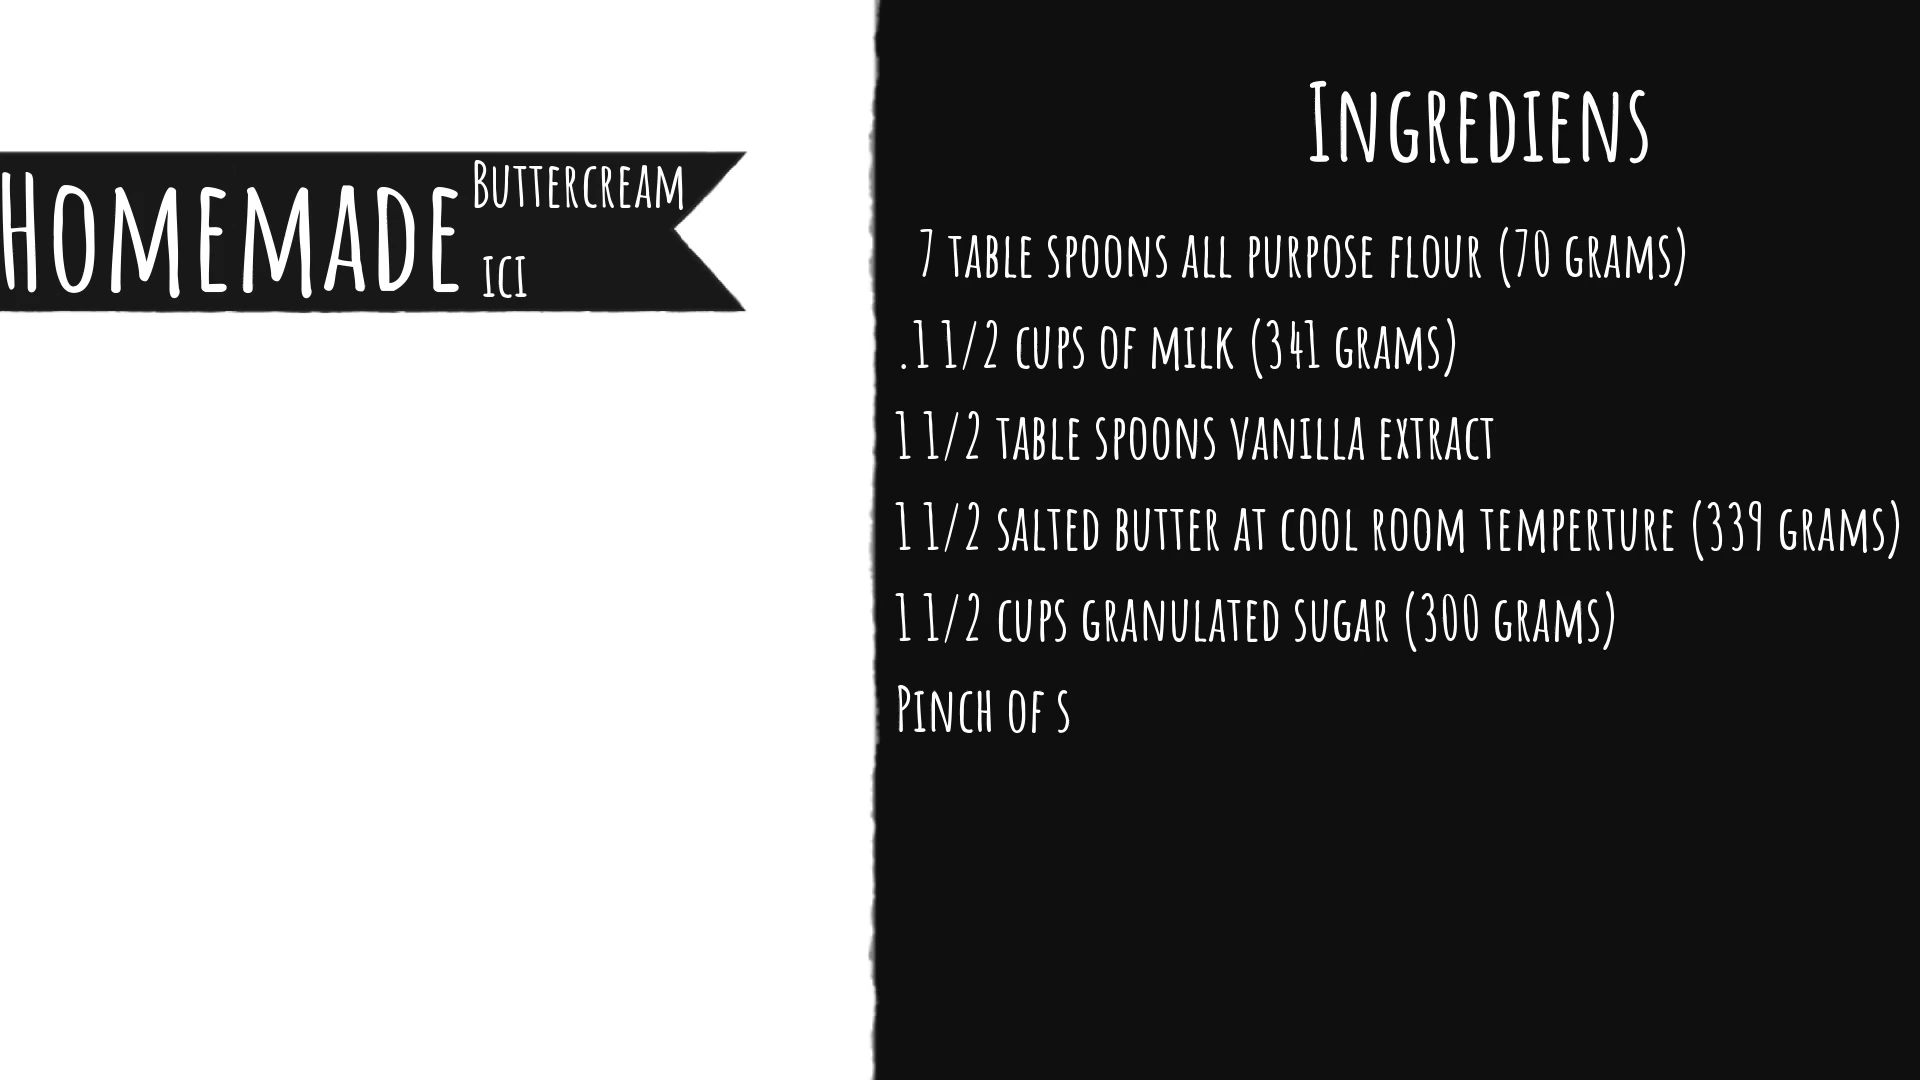 Homemade Buttercream
ici
Ingrediens
7 table spoons all purpose flour (70 grams)
.1 1/2 cups of milk (341 grams)
1 1/2 table spoons vanilla extract
1 1/2 salted butter at cool room temperture (339 grams)
1 1/2 cups granulated sugar (300 grams)
Pinch of s